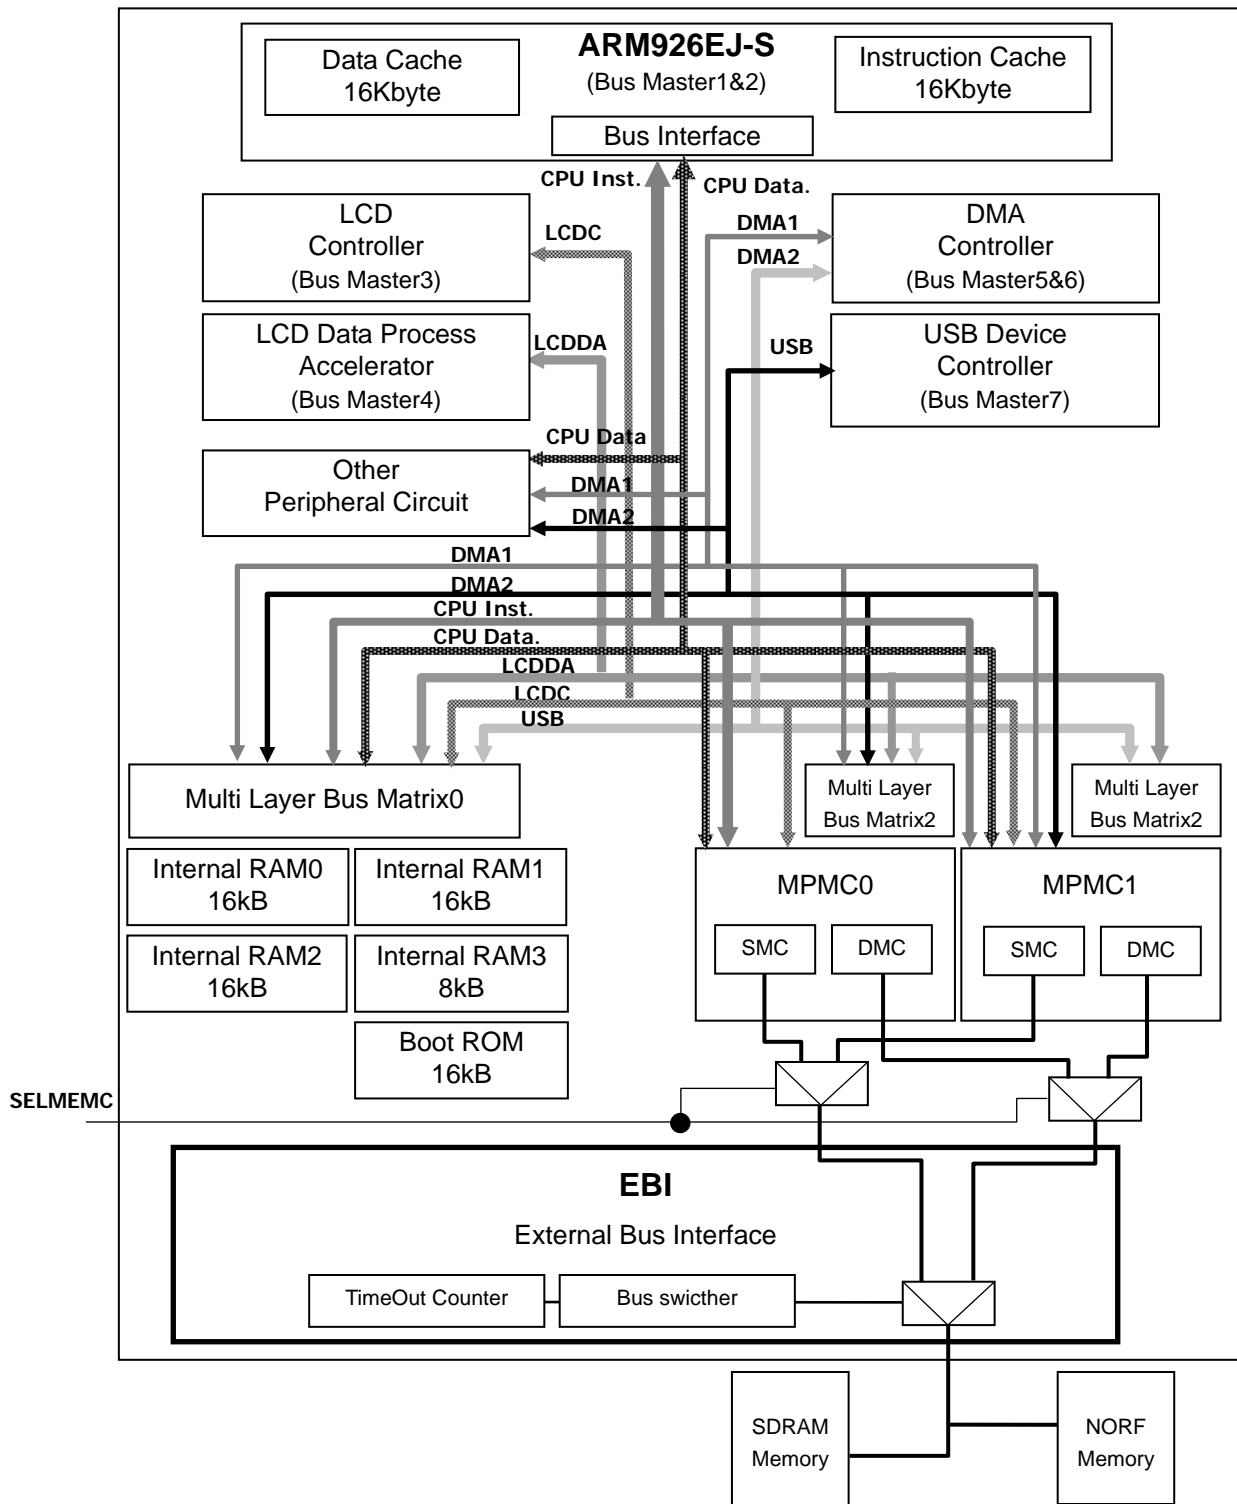 ARM926EJ-S
(Bus Master1&2)
Data Cache
16Kbyte
Instruction Cache
16Kbyte
Bus Interface
CPU Inst.
CPU Data.
LCD
Controller
(Bus Master3)
LCDC
DMA1
DMA2
DMA
Controller
(Bus Master5&6)
LCD Data Process
Accelerator
(Bus Master4)
LCDDA
USB
USB Device
Controller
(Bus Master7)
Other
Peripheral Circuit
CPU Data
DMA1
DMA2
DMA1
DMA2
CPU Inst.
CPU Data.
LCDDA
LCDC
USB
Multi Layer Bus Matrix0
Multi Layer
Bus Matrix2
Multi Layer
Bus Matrix2
Internal RAM0
16kB
Internal RAM1
16kB
Internal RAM2
16kB
Internal RAM3
8kB
Boot ROM
16kB
MPMC0
SMC
DMC
MPMC1
SMC
DMC
SELMEMC
EBI
External Bus Interface
TimeOut Counter
Bus swicther
SDRAM
Memory
NORF
Memory